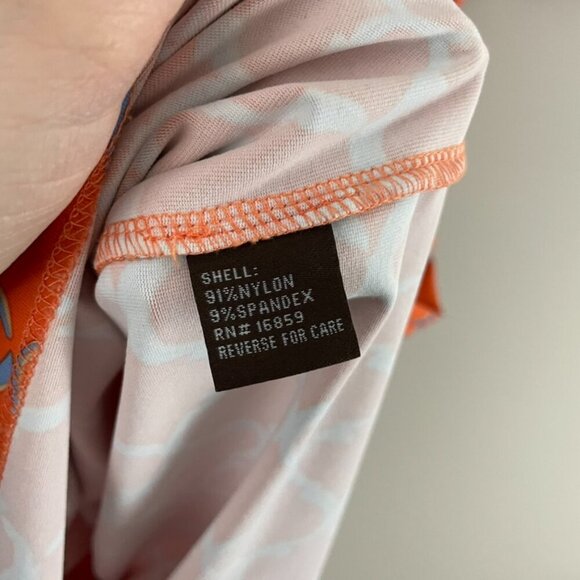 SHELL:
91%NYLON
9%SPANDEX
RN# 16859
REVERSE FOR CARE